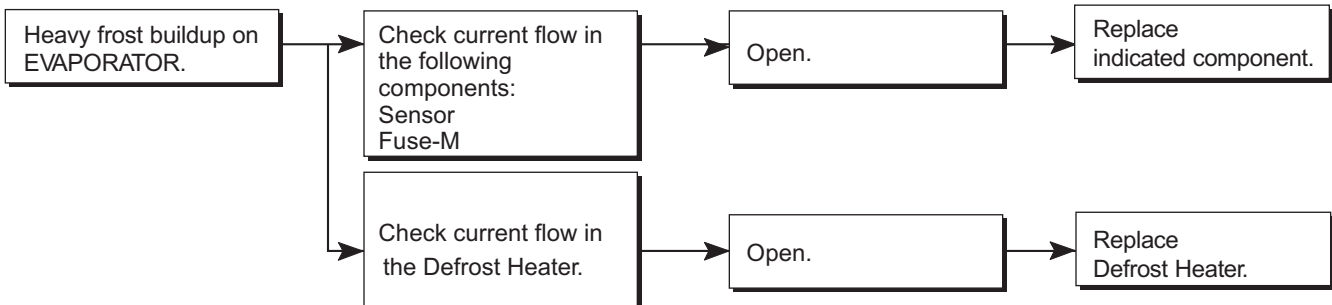 Heavy frost buildup on
EVAPORATOR.
Check current flow in
the following
components:
Sensor
Fuse-M
Open.
Replace
indicated component.
Check current flow in
the Defrost Heater.
Open.
Replace
Defrost Heater.